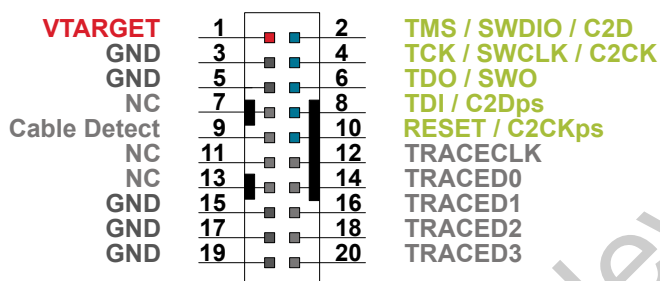 VTARGET 1 2 TMS / SWDIO / C2D
GND 3 4 TCK / SWCLK / C2CK
GND 5 6 TDO / SWO
NC 7 8 TDI / C2Dps
Cable Detect 9 10 RESET / C2CKps
NC 11 12 TRACECLK
NC 13 14 TRACED0
GND 15 16 TRACED1
GND 17 18 TRACED2
GND 19 20 TRACED3